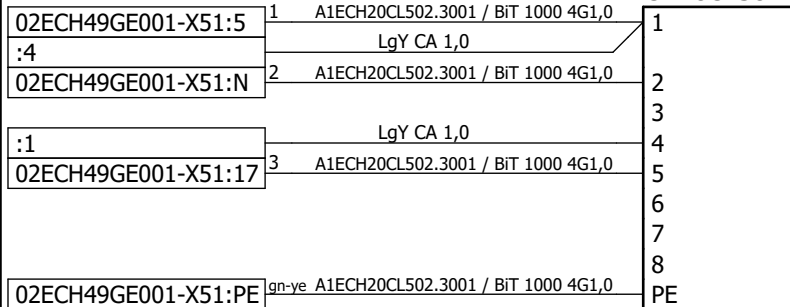 02ECH49GE001-X51:5 1 A1ECH20CL502.3001 / BiT 1000 4G1,0 1
:4 LgY CA 1,0
02ECH49GE001-X51:N 2 A1ECH20CL502.3001 / BiT 1000 4G1,0 2
3
:1 LgY CA 1,0 4
02ECH49GE001-X51:17 3 A1ECH20CL502.3001 / BiT 1000 4G1,0 5
6
7
8
02ECH49GE001-X51:PE gn-ye A1ECH20CL502.3001 / BiT 1000 4G1,0 PE